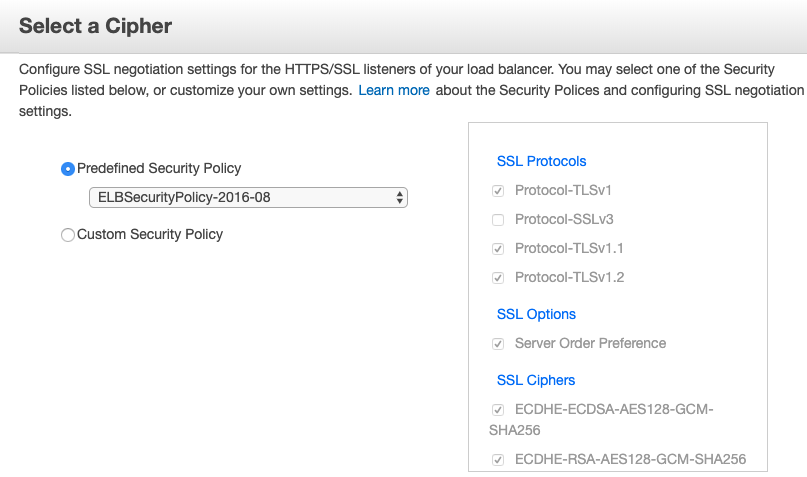 Select a Cipher
Configure SSL negotiation settings for the HTTPS/SSL listeners of your load balancer. You may select one of the Security
Policies listed below, or customize your own settings. Learn more about the Security Polices and configuring SSL negotiation
settings.
Predefined Security Policy
ELBSecurityPolicy-2016-08
Custom Security Policy
SSL Protocols
Protocol-TLSv1
Protocol-SSLv3
Protocol-TLSv1.1
Protocol-TLSv1.2
SSL Options
Server Order Preference
SSL Ciphers
ECDHE-ECDSA-AES128-GCM-
SHA256
ECDHE-RSA-AES128-GCM-SHA256